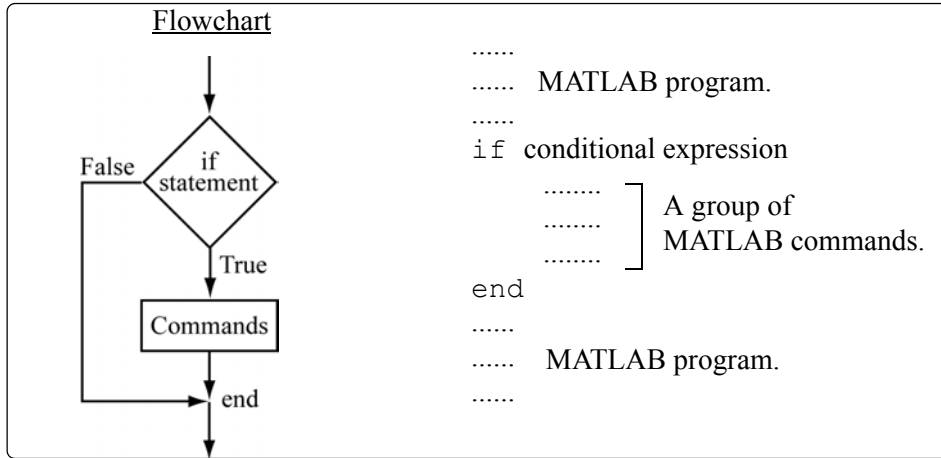 Flowchart
False
if
statement
True
Commands
end
......
...... MATLAB program.
......
if conditional expression
........
........
........
A group of
MATLAB commands.
end
......
...... MATLAB program.
......